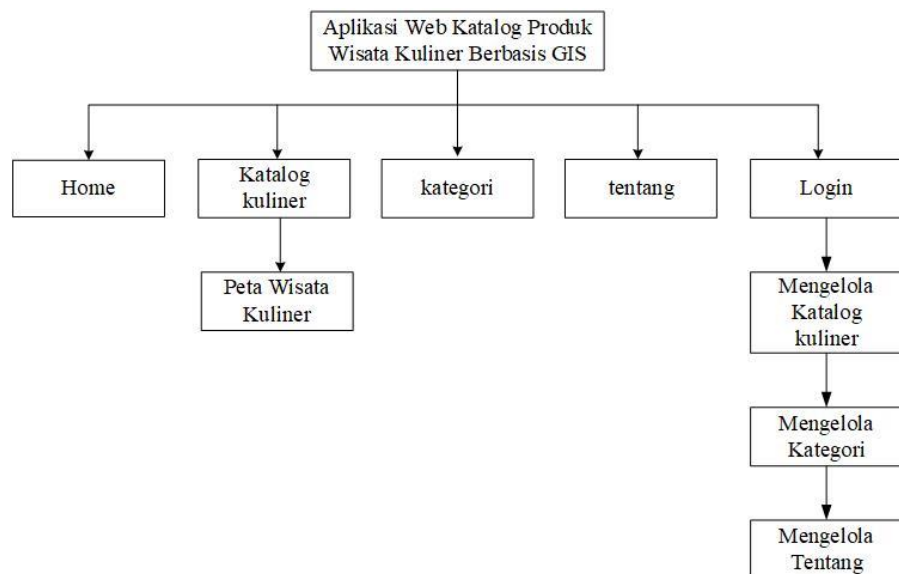 Aplikasi Web Katalog Produk
Wisata Kuliner Berbasis GIS
Home
Katalog
kuliner
kategori
tentang
Login
Peta Wisata
Kuliner
Mengelola
Katalog
kuliner
Mengelola
Kategori
Mengelola
Tentang